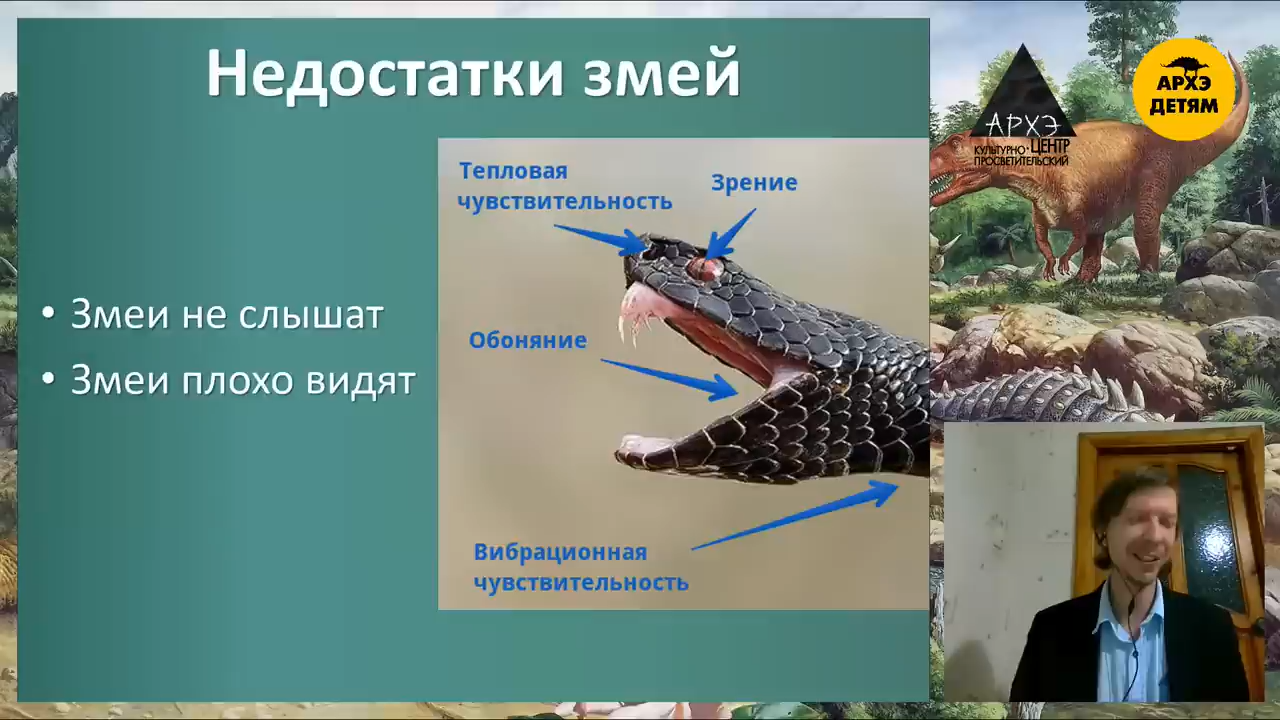 Недостатки змей
• Змеи не слышат
• Змеи плохо видят
Тепловая
чувствительность
Зрение
Обоняние
Вибрационная
чувствительность
АРХЭ
КУЛЬТУРНО-ЦЕНТР
ПРОСВЕТИТЕЛЬСКИЙ
АРХЭ
ДЕТЯМ